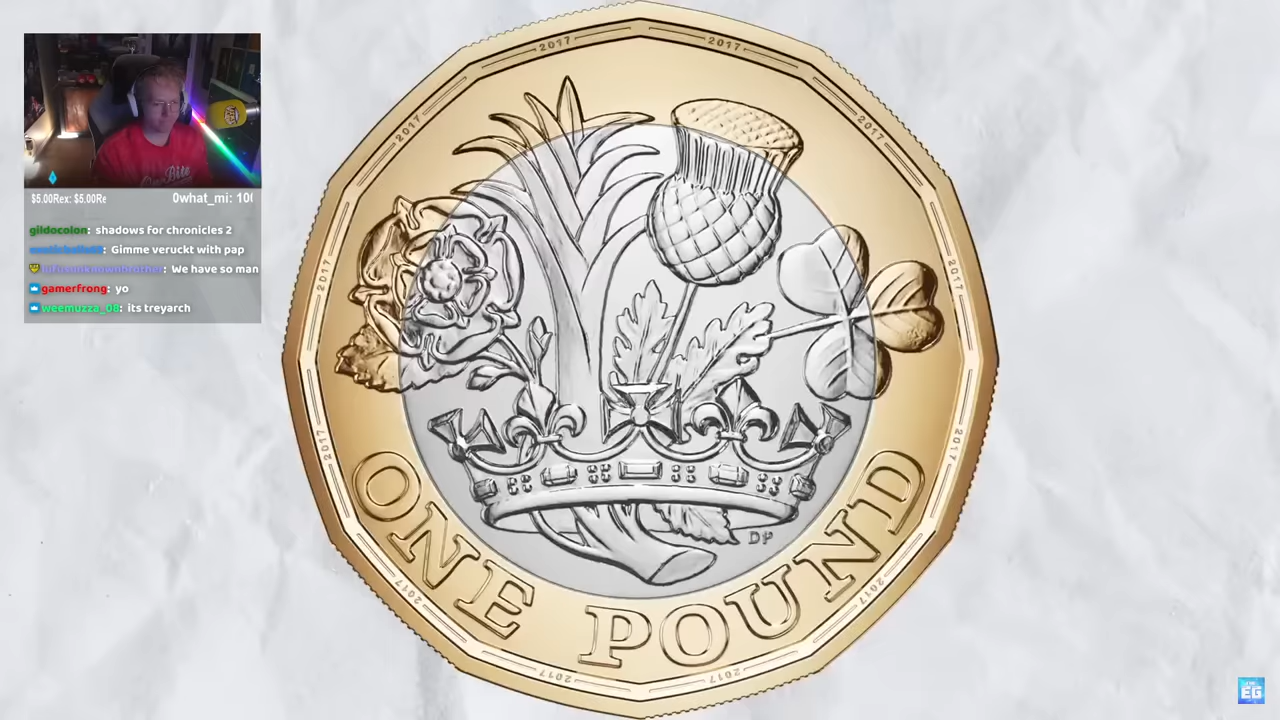 $5.00Rex: $5.00Re
0what_mi: 10(
gildocolon: shadows for chronicles 2
Gimme veruckt with pap
We have so man
gamerfrong: yo
weemuzza_08: its treyarch
2017
2017
2017
2017
2017
2017
2017
2017
2017
2017
2017
2017
DP
ONE POUND
EG